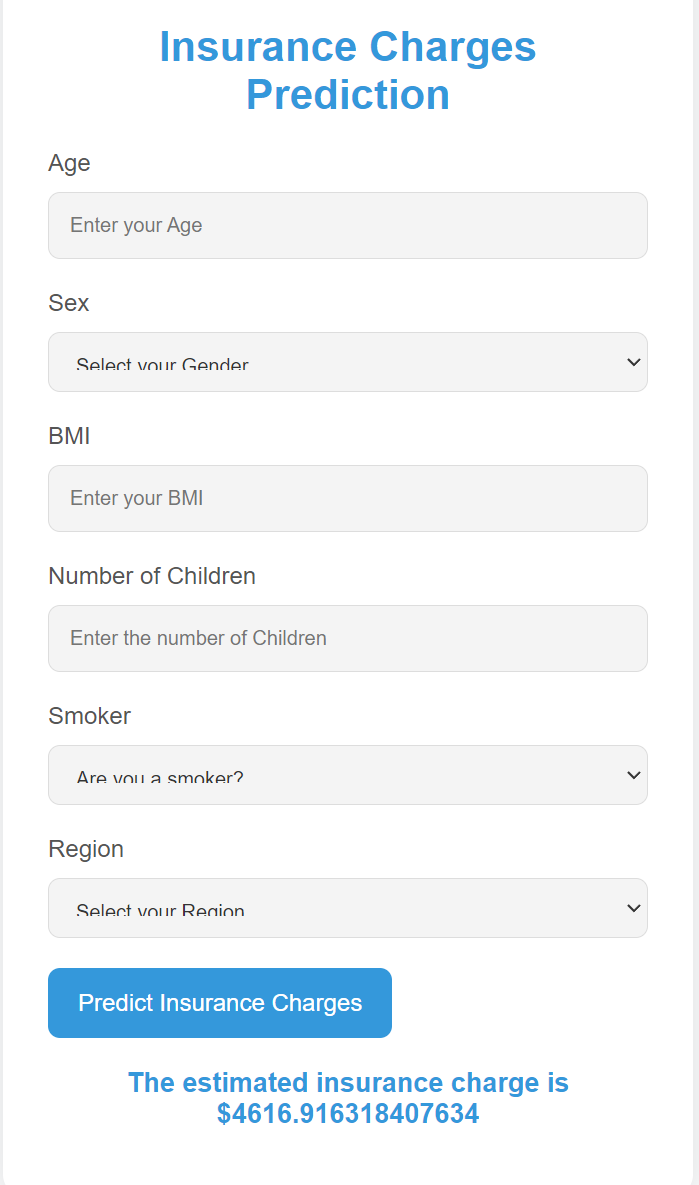 Insurance Charges
Prediction
Age
Enter your Age
Sex
Select your Gender
BMI
Enter your BMI
Number of Children
Enter the number of Children
Smoker
Are you a smoker?
Region
Select your Region
Predict Insurance Charges
The estimated insurance charge is
$4616.916318407634